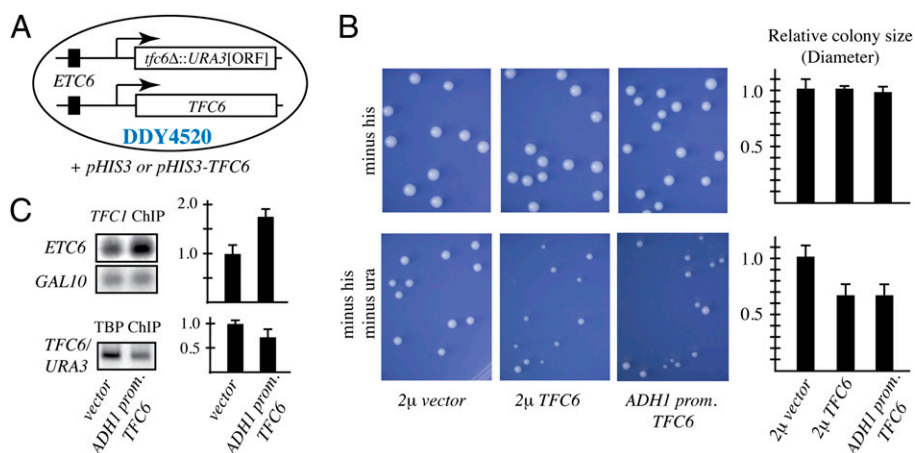 A
ETC6
tfc6Δ::URA3[ORF]
TFC6
DDY4520
+ pHIS3 or pHIS3-TFC6
B
minus his
minus his
minus ura
2μ vector
2μ TFC6
ADH1 prom.
TFC6
Relative colony size
(Diameter)
1.0
0.5
1.0
0.5
2μ vector
2μ TFC6
ADH1 prom.
TFC6
C
TFC1 ChIP
ETC6
GAL10
2.0
1.0
TBP ChIP
TFC6/
URA3
1.0
0.5
vector
ADH1 prom.
TFC6
vector
ADH1 prom.
TFC6